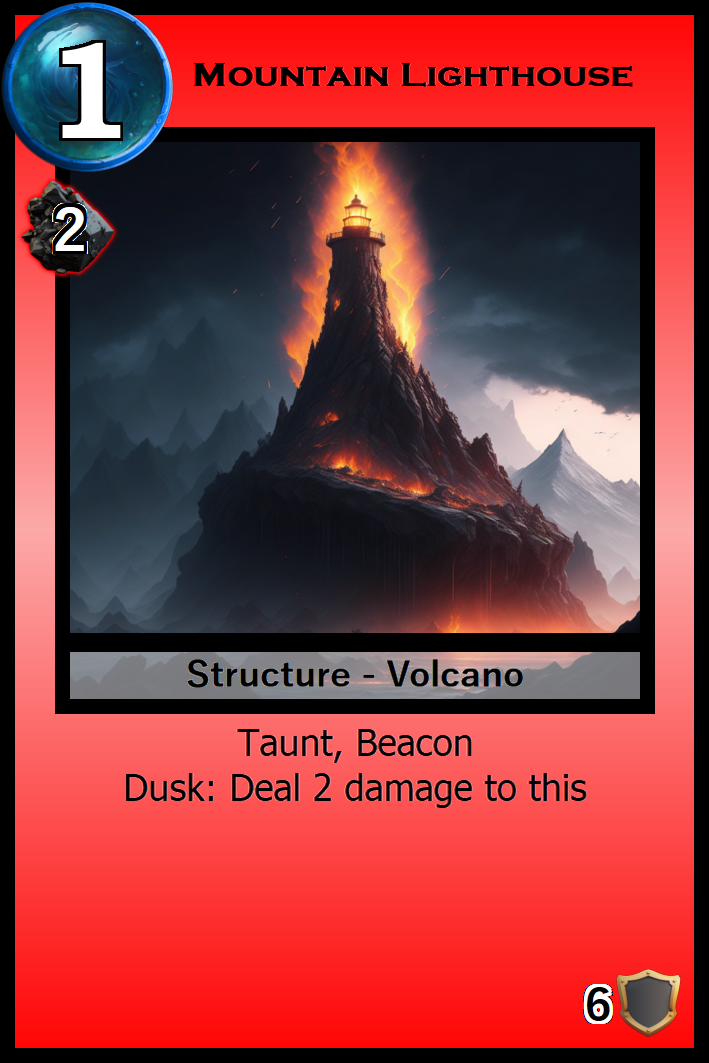 1
Mountain Lighthouse
2
Structure - Volcano
Taunt, Beacon
Dusk: Deal 2 damage to this
6